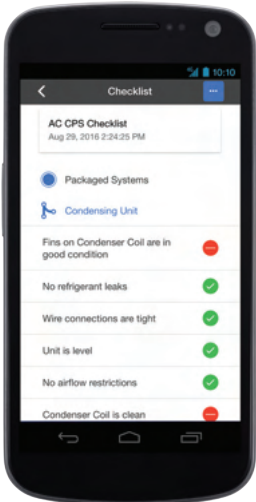 10:10
Checklist
AC CPS Checklist
Aug 29, 2016 2:24:25 PM
Packaged Systems
Condensing Unit
Fins on Condenser Coil are in
good condition
No refrigerant leaks
Wire connections are tight
Unit is level
No airflow restrictions
Condenser Coil is clean